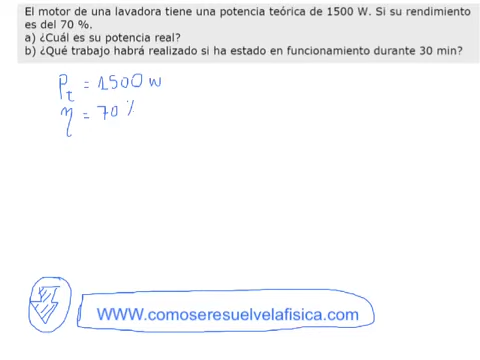 El motor de una lavadora tiene una potencia teórica de 1500 W. Si su rendimiento
es del 70 %.
a) ¿Cuál es su potencia real?
b) ¿Qué trabajo habrá realizado si ha estado en funcionamiento durante 30 min?
P_t = 1500 W
η = 70 %
WWW.comoseresuelvelafisica.com